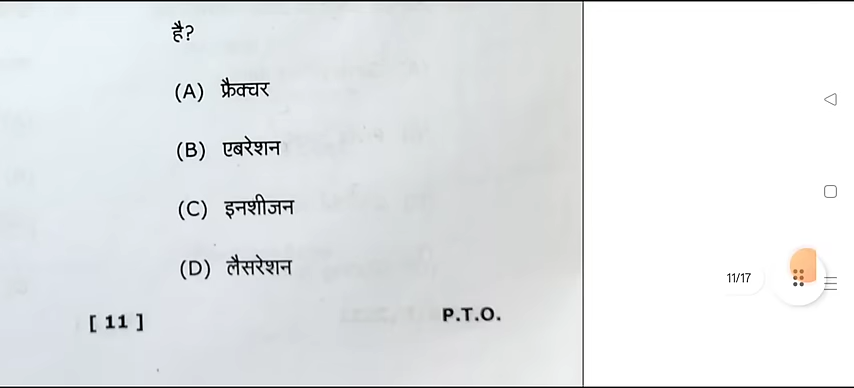 है?
(A) फ्रैक्चर
(B) एबरेशन
(C) इनशीजन
(D) लैसरेशन
[ 11 ]
P.T.O.
11/17